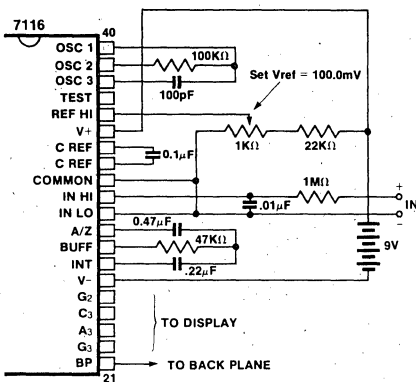 7116
40
OSC 1
OSC 2
100KΩ
OSC 3
100pF
Set Vref = 100.0mV
TEST
REF HI
V+
1KΩ
22KΩ
C REF
0.1µF
C REF
COMMON
1MΩ
IN HI
+
.01µF
IN
IN LO
−
0.47µF
A/Z
BUFF
47KΩ
9V
INT
.22µF
V−
G2
C3
TO DISPLAY
A3
G3
BP
TO BACK PLANE
21